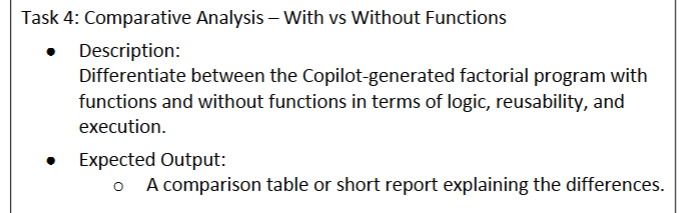 Task 4: Comparative Analysis – With vs Without Functions
● Description:
Differentiate between the Copilot-generated factorial program with
functions and without functions in terms of logic, reusability, and
execution.
● Expected Output:
○ A comparison table or short report explaining the differences.